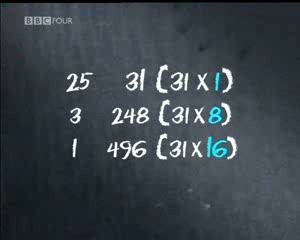 BBC FOUR
25 31 (31 x 1)
3 248 (31 x 8)
1 496 (31 x 16)